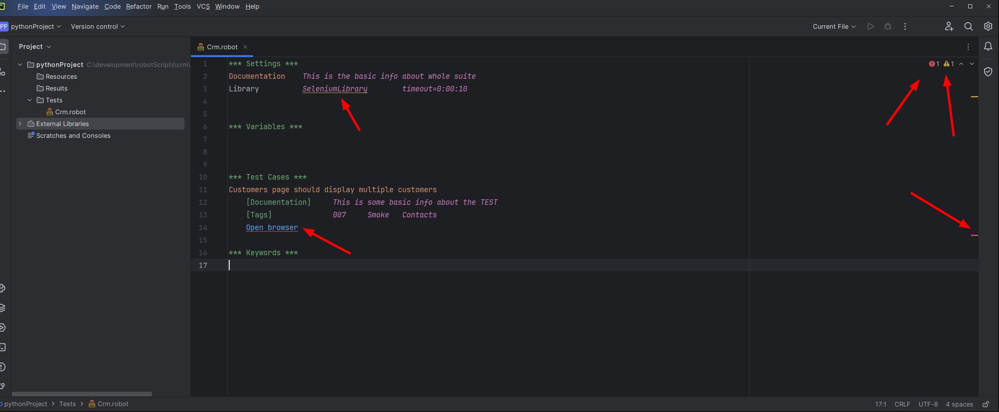 File Edit View Navigate Code Refactor Run Tools VCS Window Help
PP pythonProject Version control Current File
Project
Crm.robot
pythonProject C:\development\robotScripts\crm\
Resources
Results
Tests
Crm.robot
External Libraries
Scratches and Consoles
1 1
1 *** Settings ***
2 Documentation This is the basic info about whole suite
3 Library SeleniumLibrary timeout=0:00:10
4
5
6 *** Variables ***
7
8
9
10 *** Test Cases ***
11 Customers page should display multiple customers
12 [Documentation] This is some basic info about the TEST
13 [Tags] 007 Smoke Contacts
14 Open browser
15
16 *** Keywords ***
17
pythonProject > Tests > Crm.robot
17:1 CRLF UTF-8 4 spaces